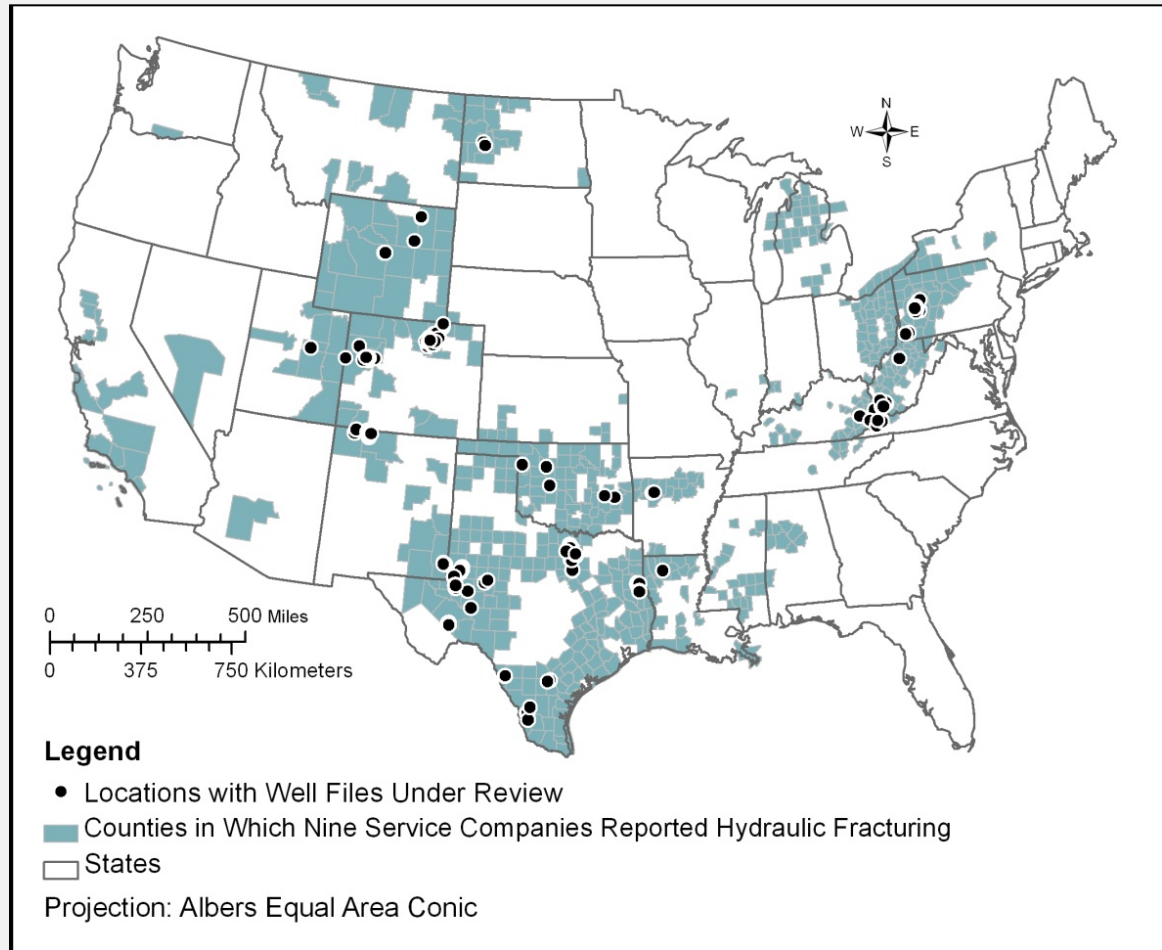 N
W E
S
0 250 500 Miles
0 375 750 Kilometers
Legend
Locations with Well Files Under Review
Counties in Which Nine Service Companies Reported Hydraulic Fracturing
States
Projection: Albers Equal Area Conic